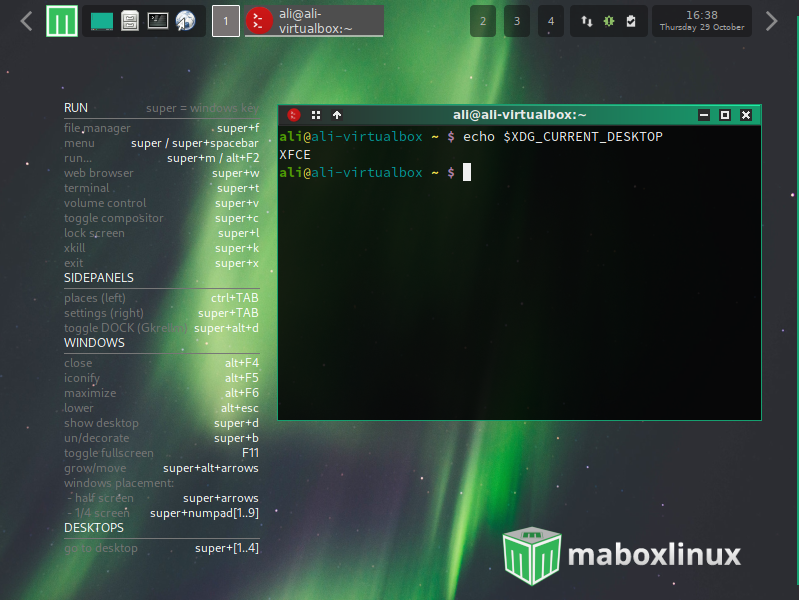 1
ali@ali-
virtualbox:~
2
3
4
16:38
Thursday 29 October
RUN super = windows key
file manager super+f
menu super / super+spacebar
run... super+m / alt+F2
web browser super+w
terminal super+t
volume control super+v
toggle compositor super+c
lock screen super+l
xkill super+k
exit super+x
SIDEPANELS
places (left) ctrl+TAB
settings (right) super+TAB
toggle DOCK (Gkrellm) super+alt+d
WINDOWS
close alt+F4
iconify alt+F5
maximize alt+F6
lower alt+esc
show desktop super+d
un/decorate super+b
toggle fullscreen F11
grow/move super+alt+arrows
windows placement:
- half screen super+arrows
- 1/4 screen super+numpad[1..9]
DESKTOPS
go to desktop super+[1..4]
ali@ali-virtualbox:~
ali@ali-virtualbox ~ $ echo $XDG_CURRENT_DESKTOP
XFCE
ali@ali-virtualbox ~ $
maboxlinux